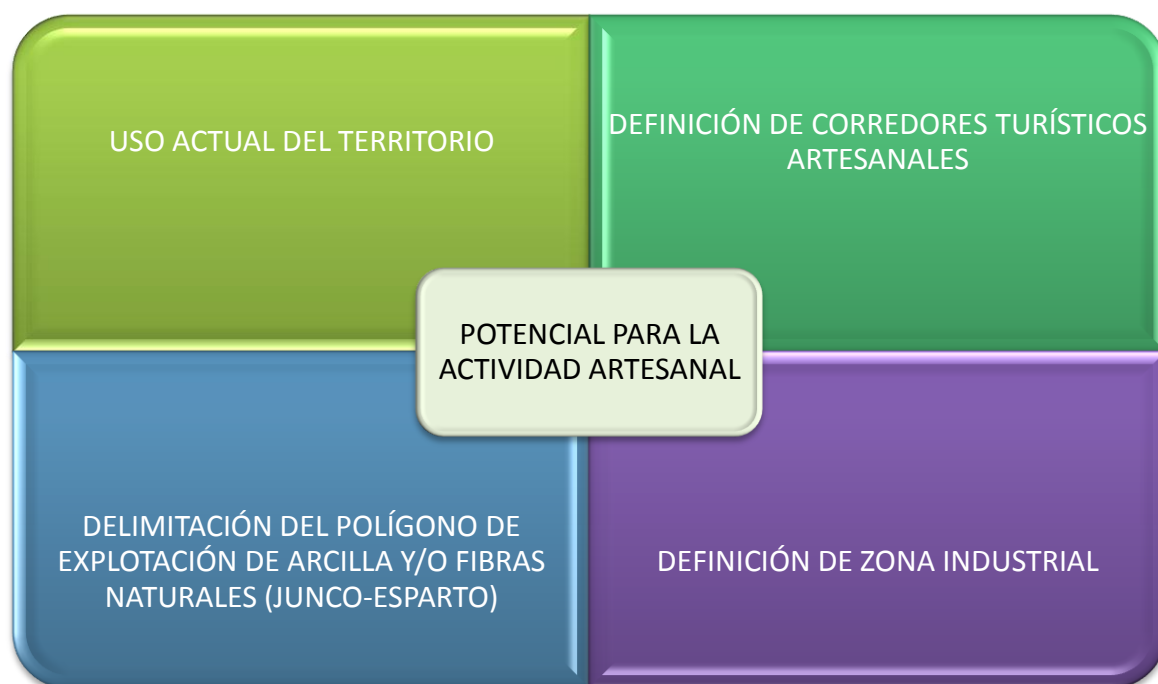 USO ACTUAL DEL TERRITORIO
DEFINICIÓN DE CORREDORES TURÍSTICOS
ARTESANALES
POTENCIAL PARA LA
ACTIVIDAD ARTESANAL
DELIMITACIÓN DEL POLÍGONO DE
EXPLOTACIÓN DE ARCILLA Y/O FIBRAS
NATURALES (JUNCO-ESPARTO)
DEFINICIÓN DE ZONA INDUSTRIAL